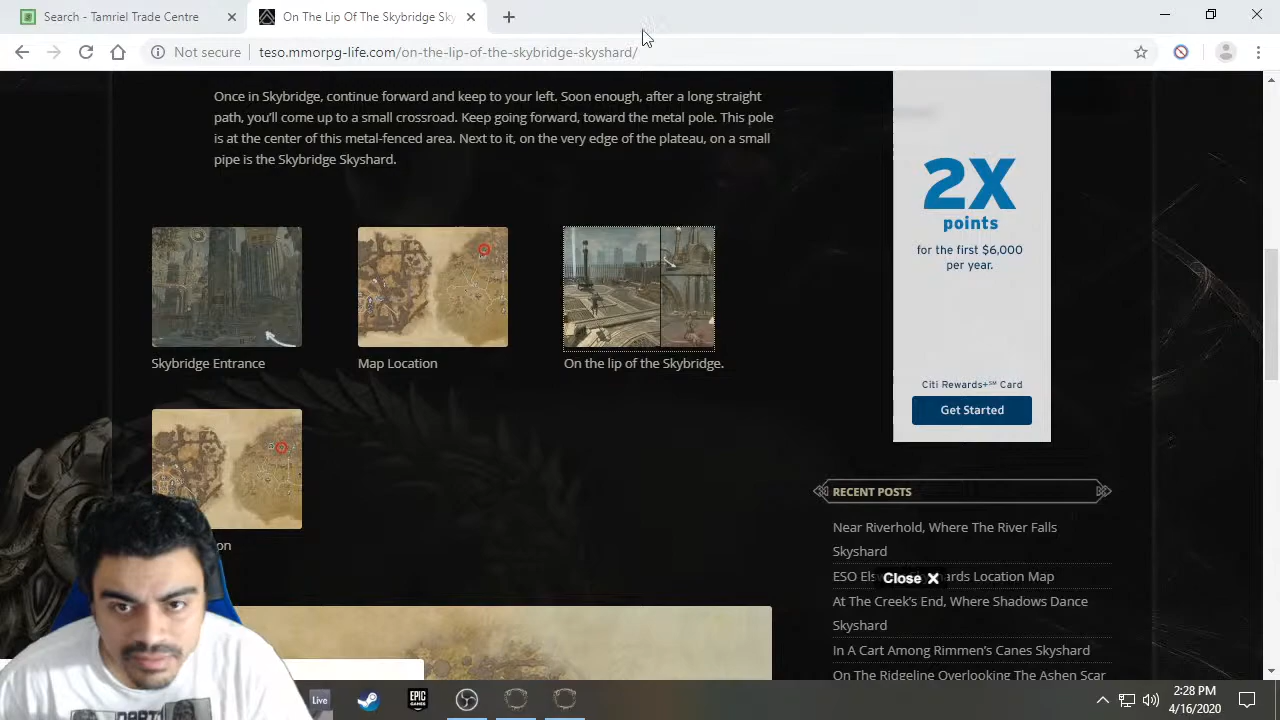 Search - Tamriel Trade Centre
On The Lip Of The Skybridge Sky
Not secure
teso.mmorpg-life.com/on-the-lip-of-the-skybridge-skyshard/
Once in Skybridge, continue forward and keep to your left. Soon enough, after a long straight
path, you'll come up to a small crossroad. Keep going forward, toward the metal pole. This pole
is at the center of this metal-fenced area. Next to it, on the very edge of the plateau, on a small
pipe is the Skybridge Skyshard.
Skybridge Entrance
Map Location
On the lip of the Skybridge.
on
2X
points
for the first $6,000
per year.
Citi Rewards+℠ Card
Get Started
RECENT POSTS
Near Riverhold, Where The River Falls
Skyshard
ESO Els
ards Location Map
Close
At The Creek's End, Where Shadows Dance
Skyshard
In A Cart Among Rimmen's Canes Skyshard
On The Ridgeline Overlooking The Ashen Scar
Live
EPIC
GAMES
2:28 PM
4/16/2020